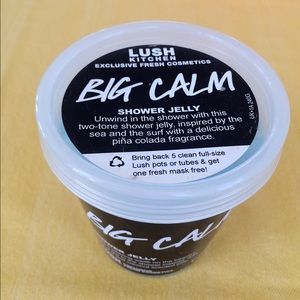 LUSH
KITCHEN
EXCLUSIVE FRESH COSMETICS
BIG CALM
SHOWER JELLY
Unwind in the shower with this
two-tone shower jelly, inspired by the
sea and the surf with a delicious
piña colada fragrance.
Bring back 5 clean full-size
Lush pots or tubes & get
one fresh mask free!
BIG CALM
SHOWER JELLY